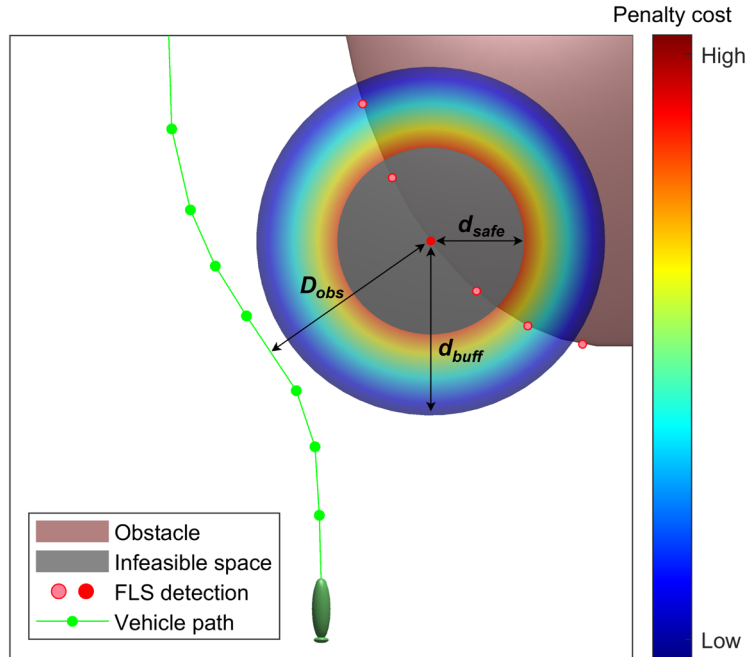 Penalty cost
High
d_safe
D_obs
d_buff
Obstacle
Infeasible space
FLS detection
Vehicle path
Low